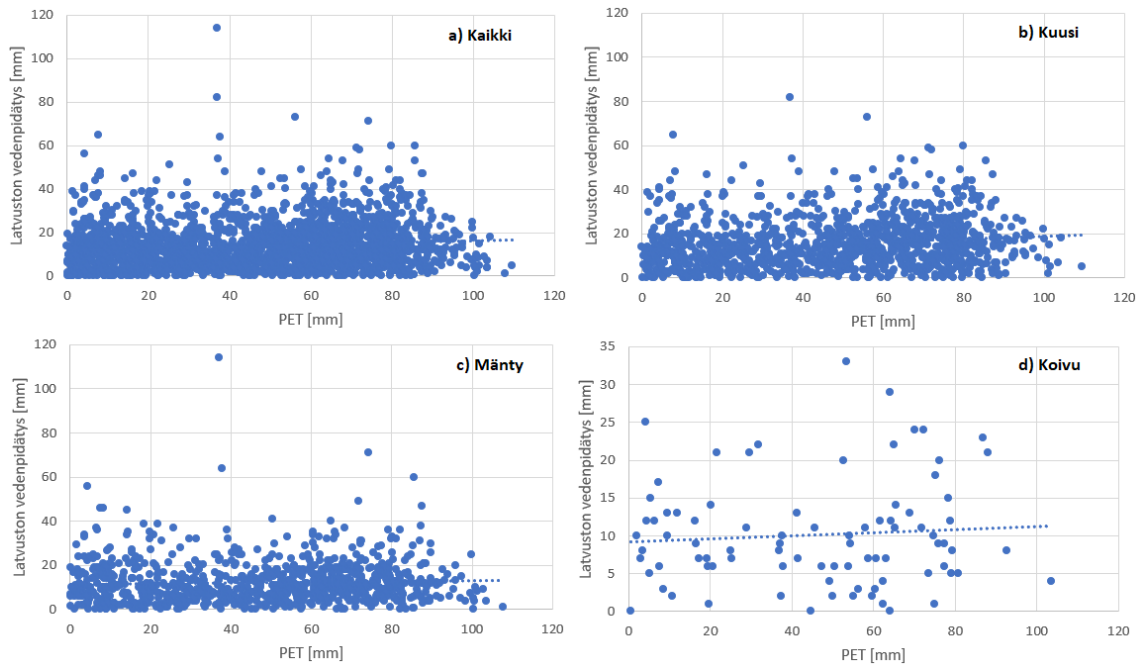 a) Kaikki
Latvuston vedenpidätys [mm]
120
100
80
60
40
20
0
0 20 40 60 80 100 120
PET [mm]
b) Kuusi
Latvuston vedenpidätys [mm]
120
100
80
60
40
20
0
0 20 40 60 80 100 120
PET [mm]
c) Mänty
Latvuston vedenpidätys [mm]
120
100
80
60
40
20
0
0 20 40 60 80 100 120
PET [mm]
d) Koivu
Latvuston vedenpidätys [mm]
35
30
25
20
15
10
5
0
0 20 40 60 80 100 120
PET [mm]